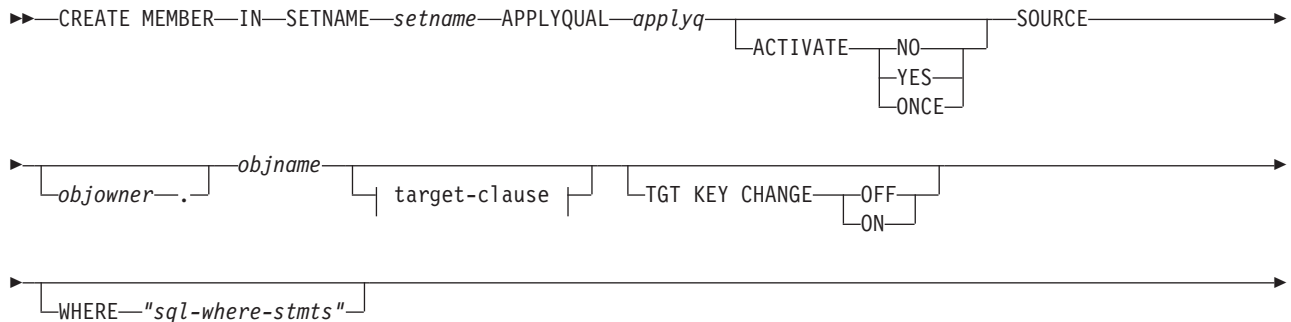 CREATE MEMBER IN SETNAME setname APPLYQUAL applyq SOURCE
ACTIVATE NO
YES
ONCE
objname
objowner . target-clause TGT KEY CHANGE OFF
ON
WHERE "sql-where-stmts"